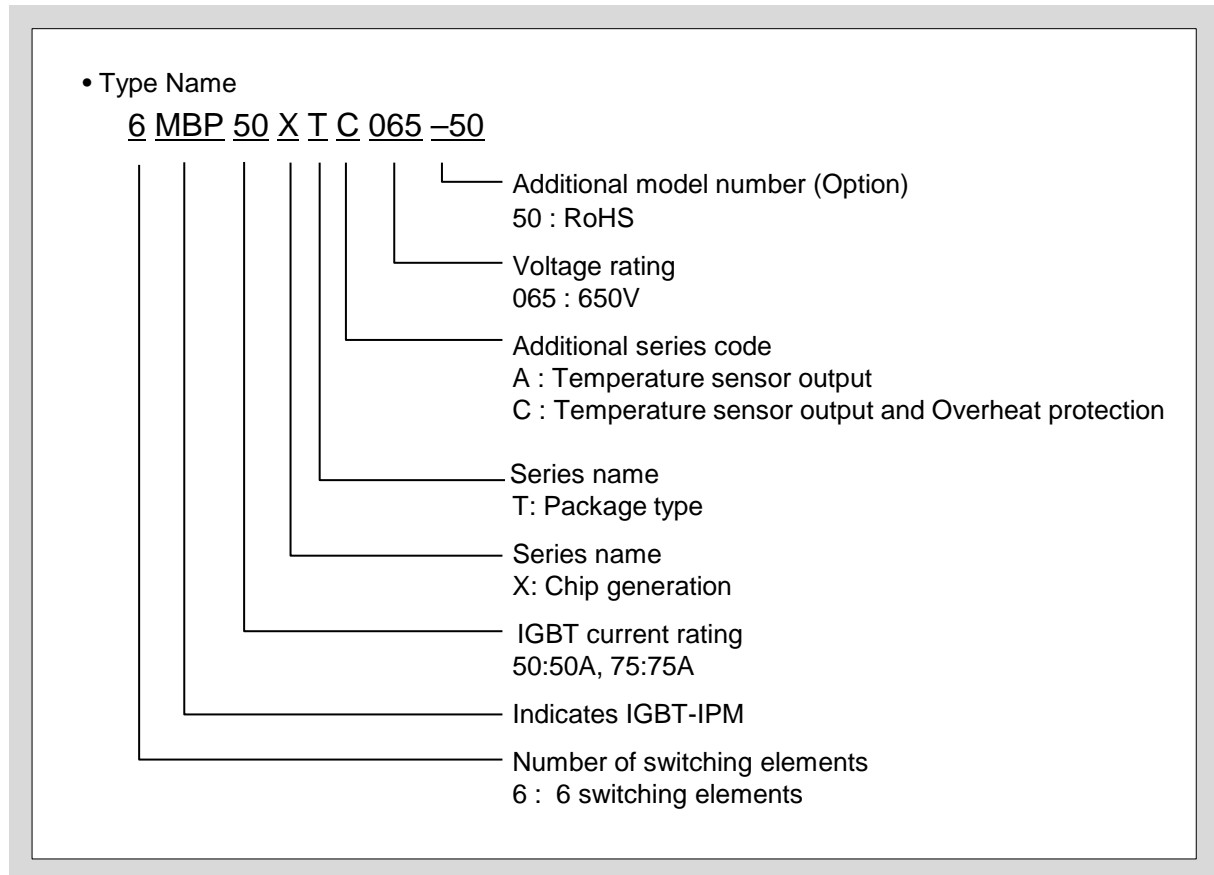 • Type Name
6 MBP 50 X T C 065 –50
Additional model number (Option)
50 : RoHS
Voltage rating
065 : 650V
Additional series code
A : Temperature sensor output
C : Temperature sensor output and Overheat protection
Series name
T: Package type
Series name
X: Chip generation
IGBT current rating
50:50A, 75:75A
Indicates IGBT-IPM
Number of switching elements
6 : 6 switching elements